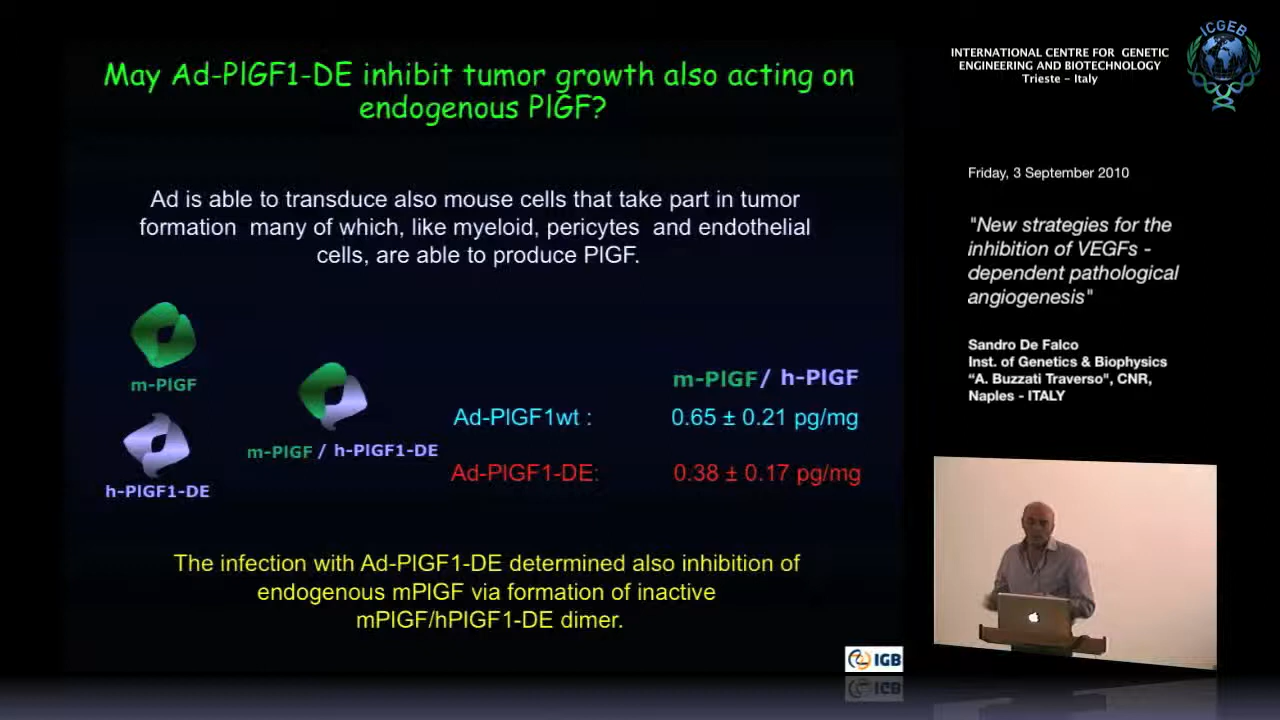 May Ad-PlGF1-DE inhibit tumor growth also acting on
endogenous PlGF?
Ad is able to transduce also mouse cells that take part in tumor
formation many of which, like myeloid, pericytes and endothelial
cells, are able to produce PlGF.
m-PlGF
h-PlGF1-DE
m-PlGF / h-PlGF1-DE
m-PlGF/ h-PlGF
Ad-PlGF1wt : 0.65 ± 0.21 pg/mg
Ad-PlGF1-DE: 0.38 ± 0.17 pg/mg
The infection with Ad-PlGF1-DE determined also inhibition of
endogenous mPlGF via formation of inactive
mPlGF/hPlGF1-DE dimer.
IGB
INTERNATIONAL CENTRE FOR GENETIC
ENGINEERING AND BIOTECHNOLOGY
Trieste - Italy
ICGEB
Friday, 3 September 2010
"New strategies for the
inhibition of VEGFs -
dependent pathological
angiogenesis"
Sandro De Falco
Inst. of Genetics & Biophysics
“A. Buzzati Traverso", CNR,
Naples - ITALY